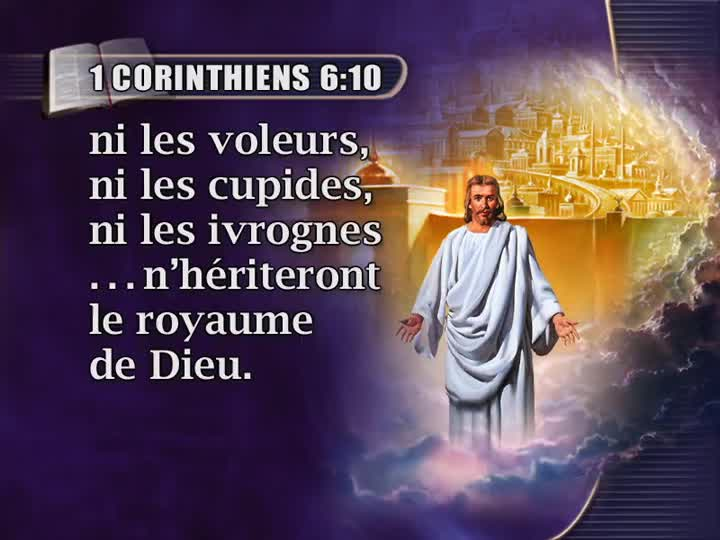 1 CORINTHIENS 6:10
ni les voleurs,
ni les cupides,
ni les ivrognes
. . . n’hériteront
le royaume
de Dieu.